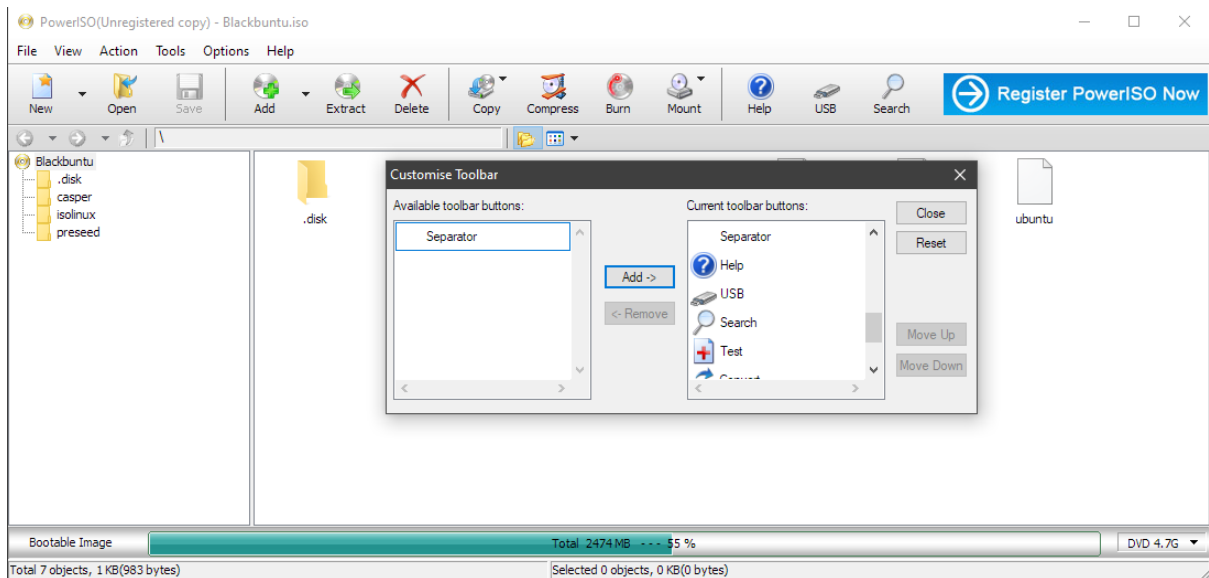 PowerISO(Unregistered copy) - Blackbuntu.iso
File View Action Tools Options Help
New Open Save Add Extract Delete Copy Compress Burn Mount Help USB Search Register PowerISO Now
\
Blackbuntu
.disk
casper
isolinux
preseed
.disk
ubuntu
Customise Toolbar
Available toolbar buttons:
Separator
Add ->
<- Remove
Current toolbar buttons:
Separator
Help
USB
Search
Test
Close
Reset
Move Up
Move Down
Bootable Image Total 2474 MB --- 55 % DVD 4.7G
Total 7 objects, 1 KB(983 bytes) Selected 0 objects, 0 KB(0 bytes)